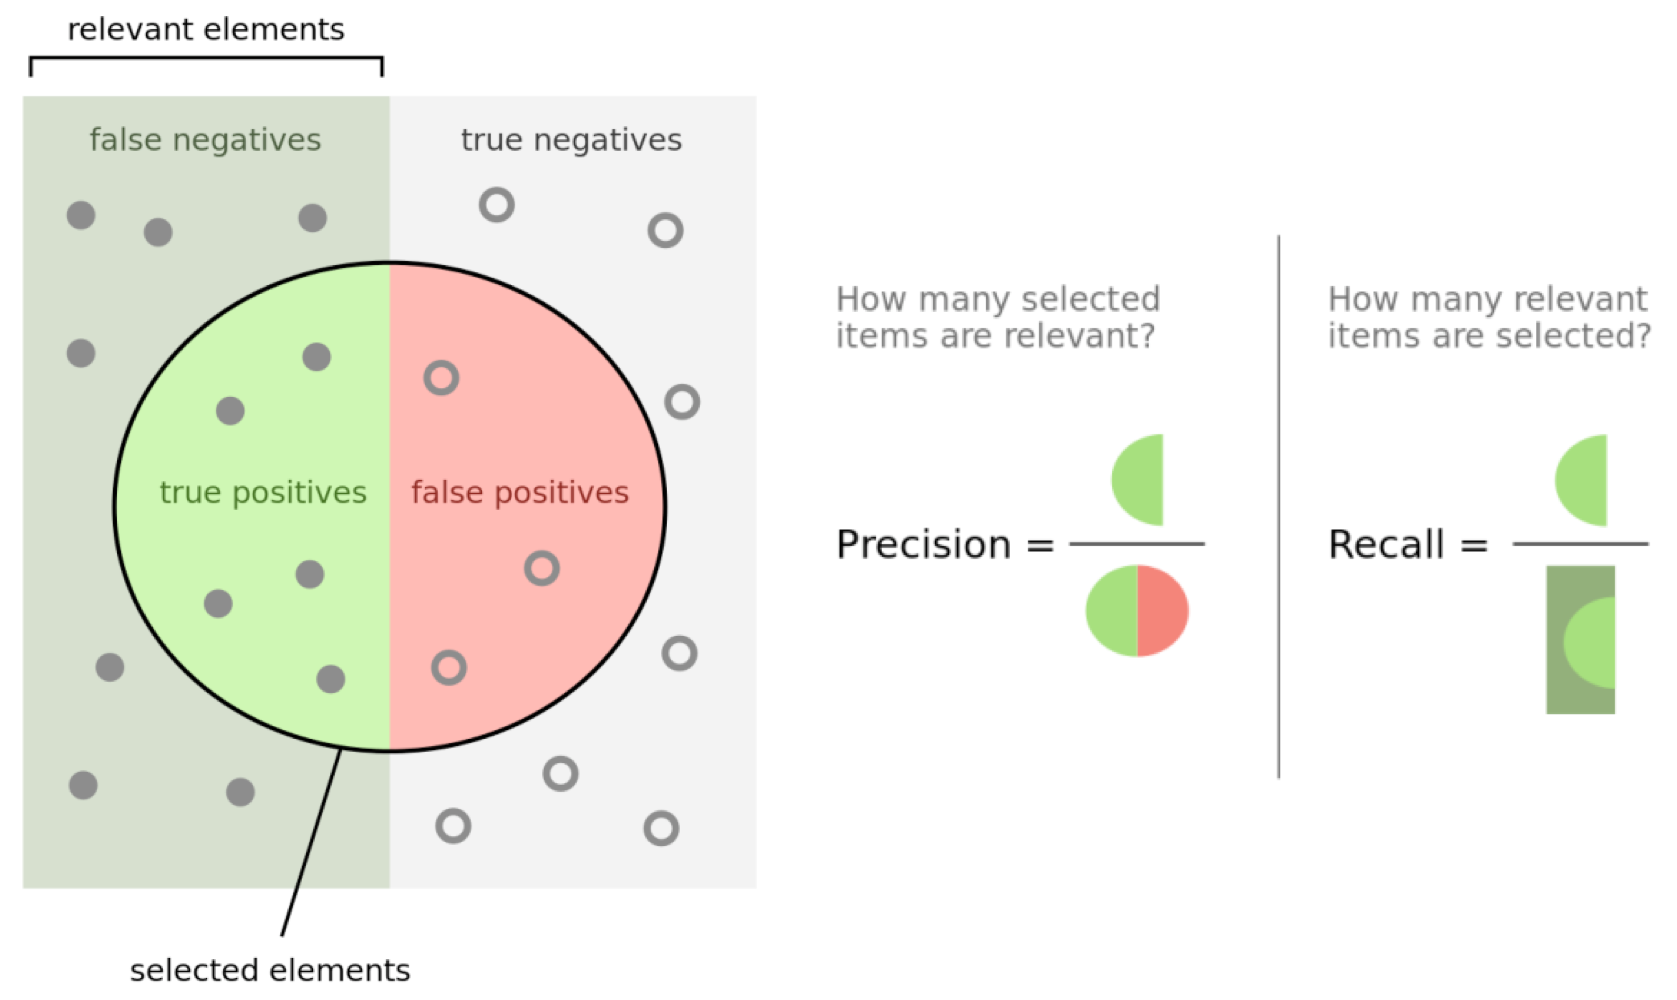 relevant elements
false negatives
true negatives
true positives
false positives
selected elements
How many selected
items are relevant?
Precision =
How many relevant
items are selected?
Recall =